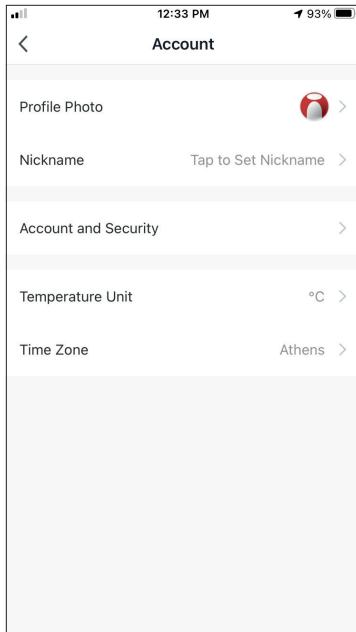 12:33 PM 93%
Account
Profile Photo
Nickname Tap to Set Nickname
Account and Security
Temperature Unit °C
Time Zone Athens